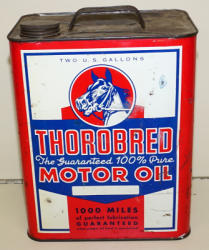 TWO U.S. GALLONS
THOROBRED
The Guaranteed 100% Pure
MOTOR OIL
1000 MILES
of perfect lubrication
GUARANTEED